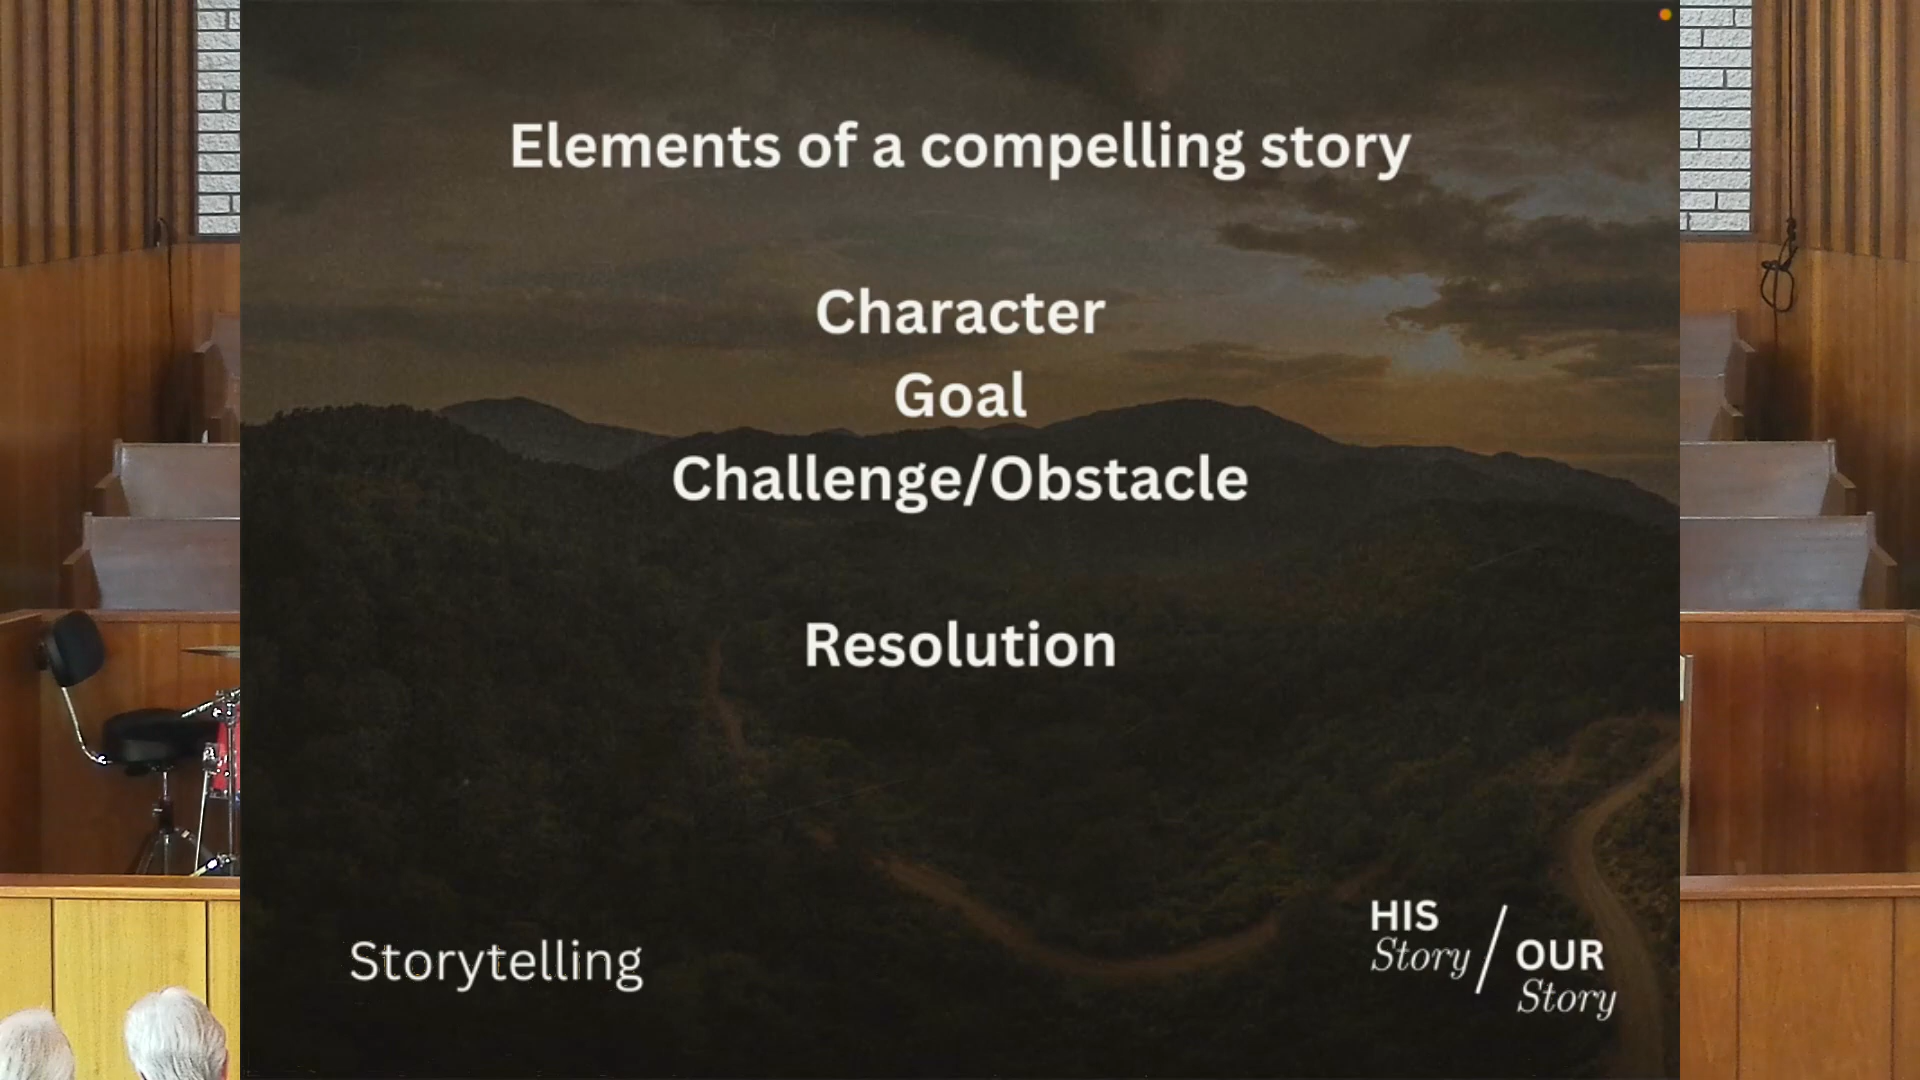 Elements of a compelling story
Character
Goal
Challenge/Obstacle
Resolution
Storytelling
HIS
Story /
OUR
Story